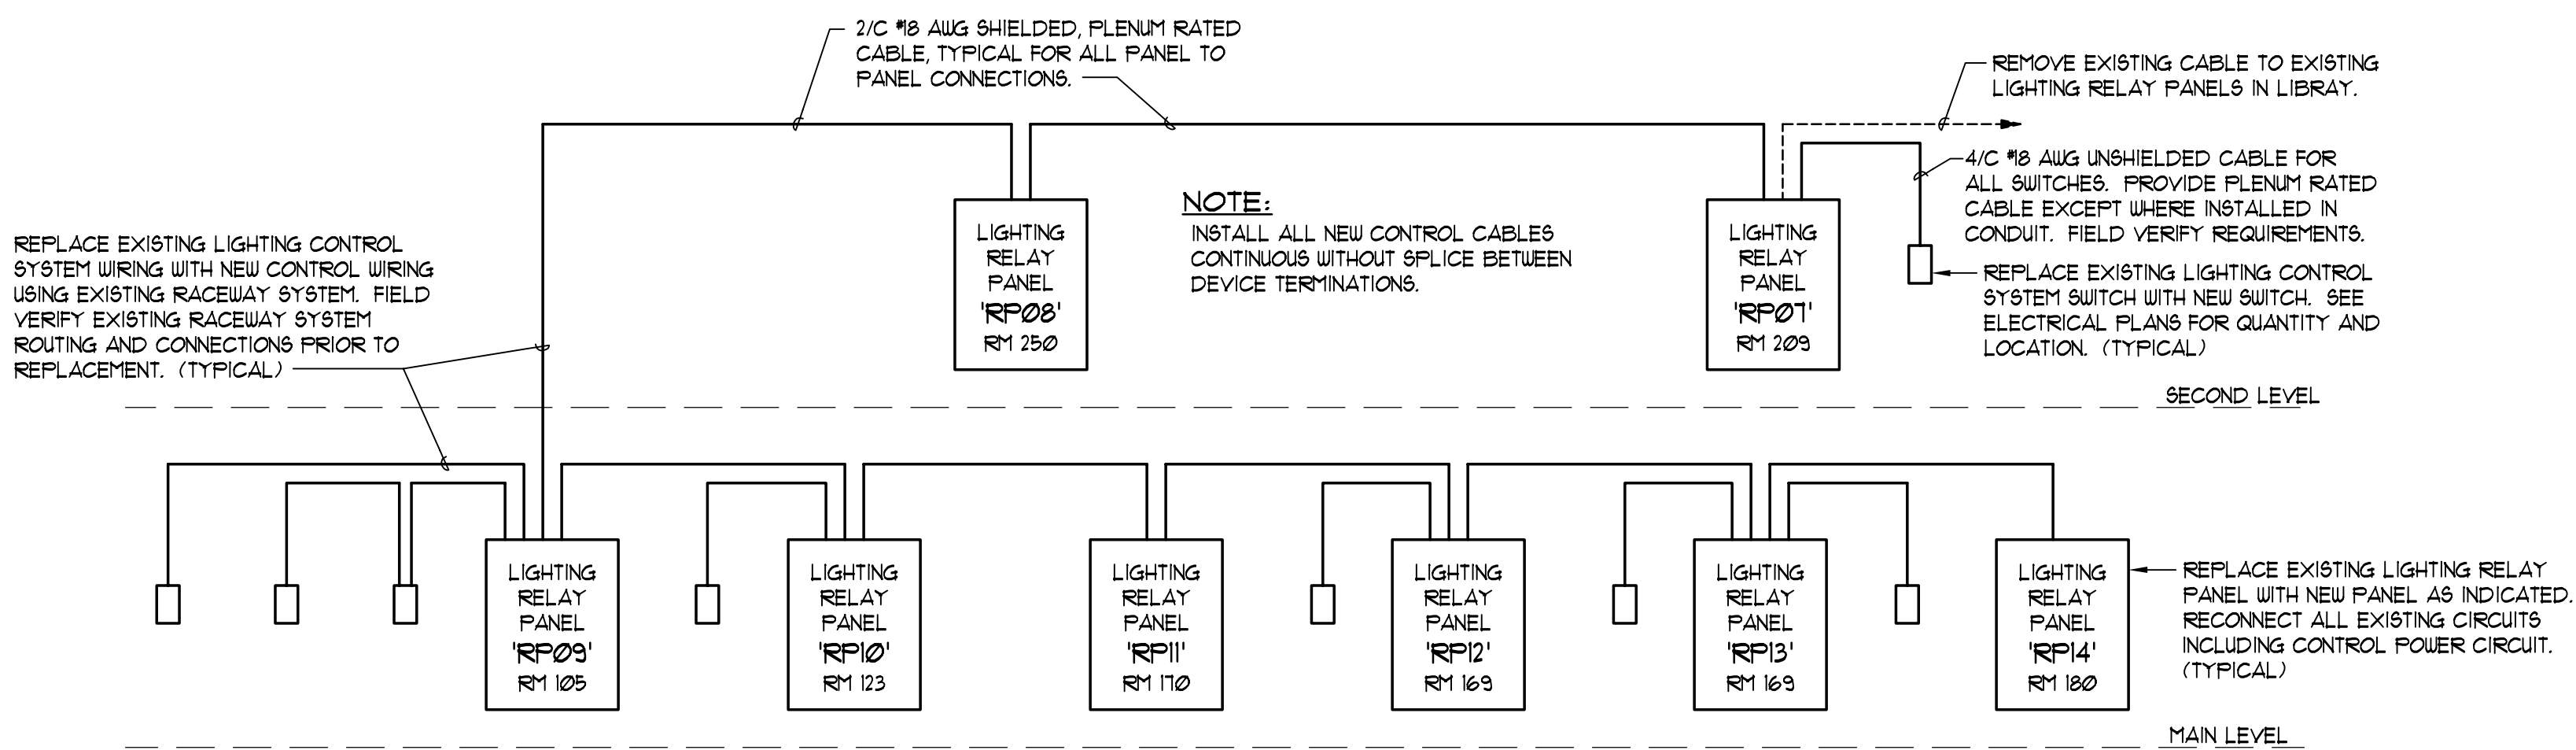 2/C #18 AWG SHIELDED, PLENUM RATED
CABLE, TYPICAL FOR ALL PANEL TO
PANEL CONNECTIONS.
REMOVE EXISTING CABLE TO EXISTING
LIGHTING RELAY PANELS IN LIBRAY.
4/C #18 AWG UNSHIELDED CABLE FOR
ALL SWITCHES. PROVIDE PLENUM RATED
CABLE EXCEPT WHERE INSTALLED IN
CONDUIT. FIELD VERIFY REQUIREMENTS.
REPLACE EXISTING LIGHTING CONTROL
SYSTEM SWITCH WITH NEW SWITCH. SEE
ELECTRICAL PLANS FOR QUANTITY AND
LOCATION. (TYPICAL)
REPLACE EXISTING LIGHTING CONTROL
SYSTEM WIRING WITH NEW CONTROL WIRING
USING EXISTING RACEWAY SYSTEM. FIELD
VERIFY EXISTING RACEWAY SYSTEM
ROUTING AND CONNECTIONS PRIOR TO
REPLACEMENT. (TYPICAL)
LIGHTING
RELAY
PANEL
'RP08'
RM 250
NOTE:
INSTALL ALL NEW CONTROL CABLES
CONTINUOUS WITHOUT SPLICE BETWEEN
DEVICE TERMINATIONS.
LIGHTING
RELAY
PANEL
'RP07'
RM 209
SECOND LEVEL
LIGHTING
RELAY
PANEL
'RP09'
RM 105
LIGHTING
RELAY
PANEL
'RP10'
RM 123
LIGHTING
RELAY
PANEL
'RP11'
RM 170
LIGHTING
RELAY
PANEL
'RP12'
RM 169
LIGHTING
RELAY
PANEL
'RP13'
RM 169
LIGHTING
RELAY
PANEL
'RP14'
RM 180
REPLACE EXISTING LIGHTING RELAY
PANEL WITH NEW PANEL AS INDICATED.
RECONNECT ALL EXISTING CIRCUITS
INCLUDING CONTROL POWER CIRCUIT.
(TYPICAL)
MAIN LEVEL